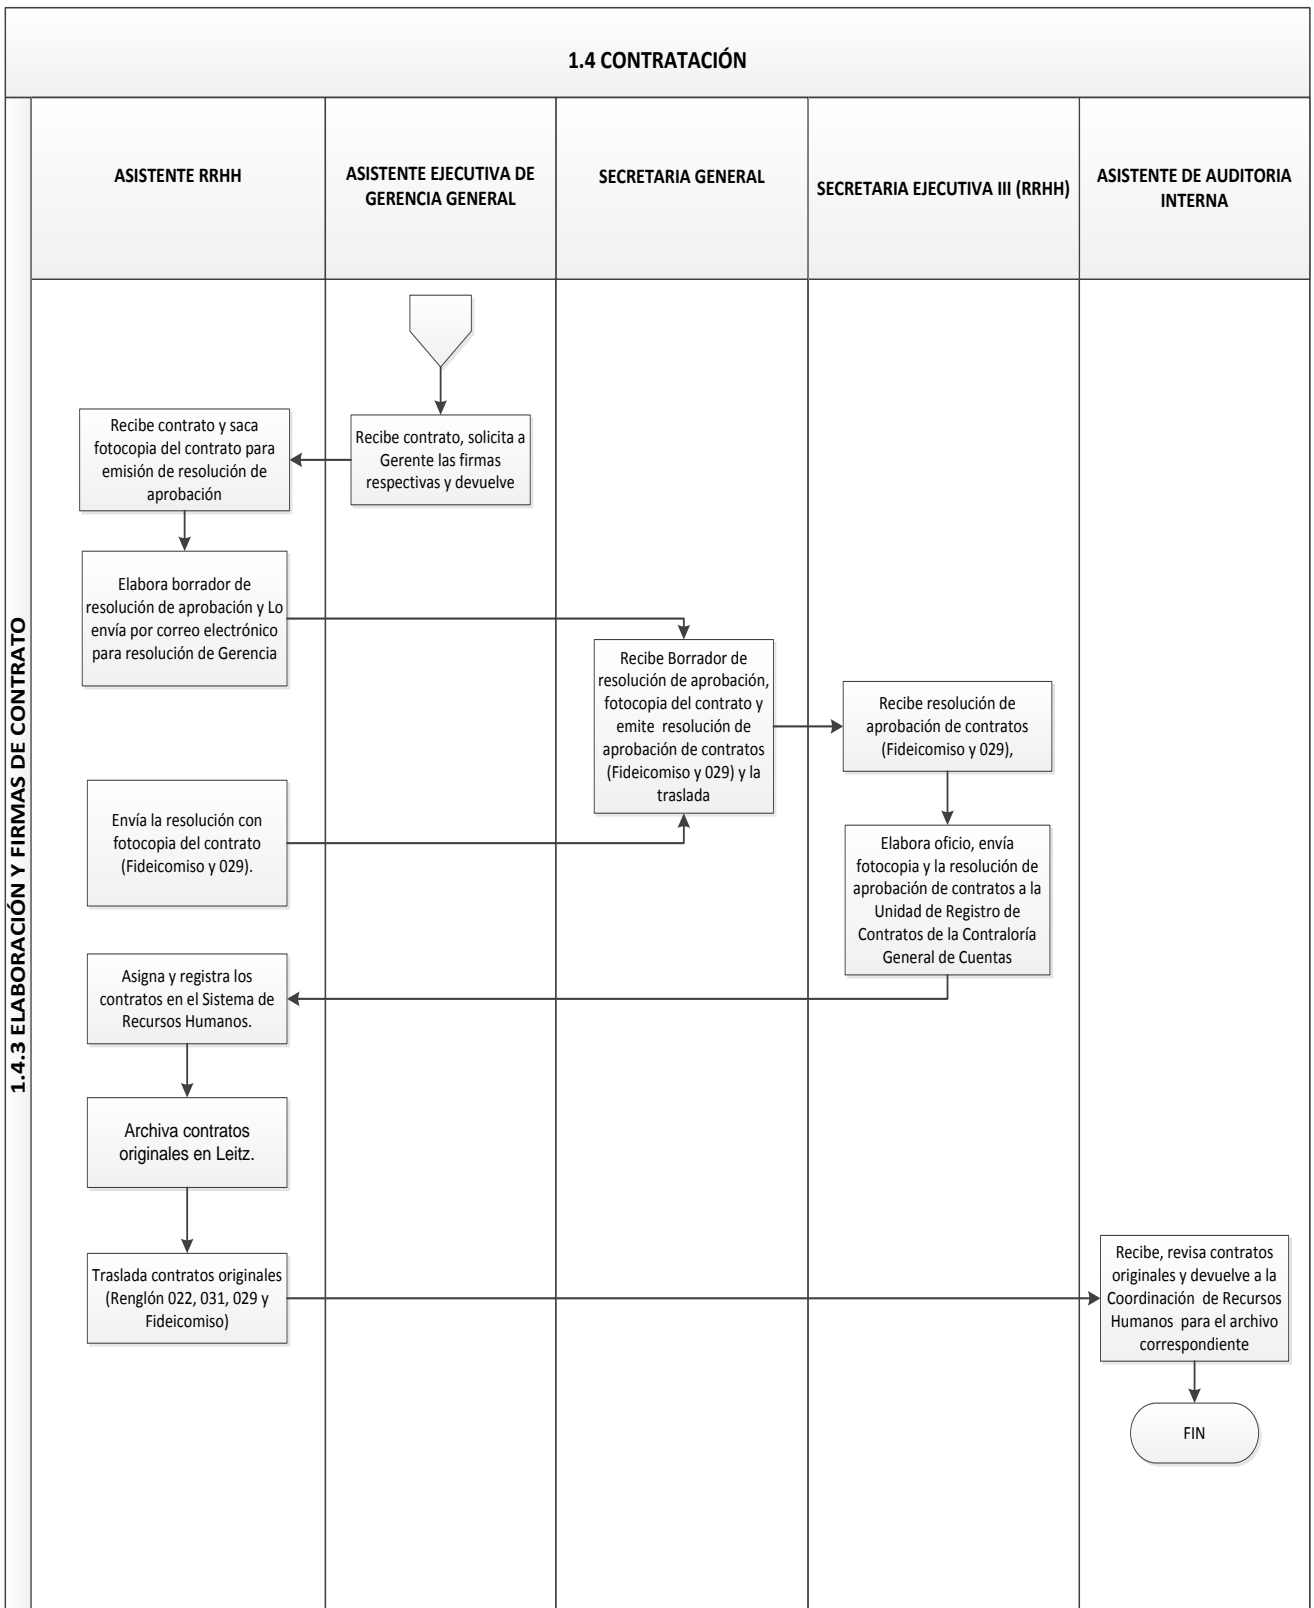 1.4 CONTRATACIÓN
1.4.3 ELABORACIÓN Y FIRMAS DE CONTRATO
ASISTENTE RRHH
ASISTENTE EJECUTIVA DE
GERENCIA GENERAL
SECRETARIA GENERAL
SECRETARIA EJECUTIVA III (RRHH)
ASISTENTE DE AUDITORIA
INTERNA
Recibe contrato, solicita a
Gerente las firmas
respectivas y devuelve
Recibe contrato y saca
fotocopia del contrato para
emisión de resolución de
aprobación
Elabora borrador de
resolución de aprobación y Lo
envía por correo electrónico
para resolución de Gerencia
Recibe Borrador de
resolución de aprobación,
fotocopia del contrato y
emite resolución de
aprobación de contratos
(Fideicomiso y 029) y la
traslada
Recibe resolución de
aprobación de contratos
(Fideicomiso y 029),
Envía la resolución con
fotocopia del contrato
(Fideicomiso y 029).
Elabora oficio, envía
fotocopia y la resolución de
aprobación de contratos a la
Unidad de Registro de
Contratos de la Contraloría
General de Cuentas
Asigna y registra los
contratos en el Sistema de
Recursos Humanos.
Archiva contratos
originales en Leitz.
Traslada contratos originales
(Renglón 022, 031, 029 y
Fideicomiso)
Recibe, revisa contratos
originales y devuelve a la
Coordinación de Recursos
Humanos para el archivo
correspondiente
FIN